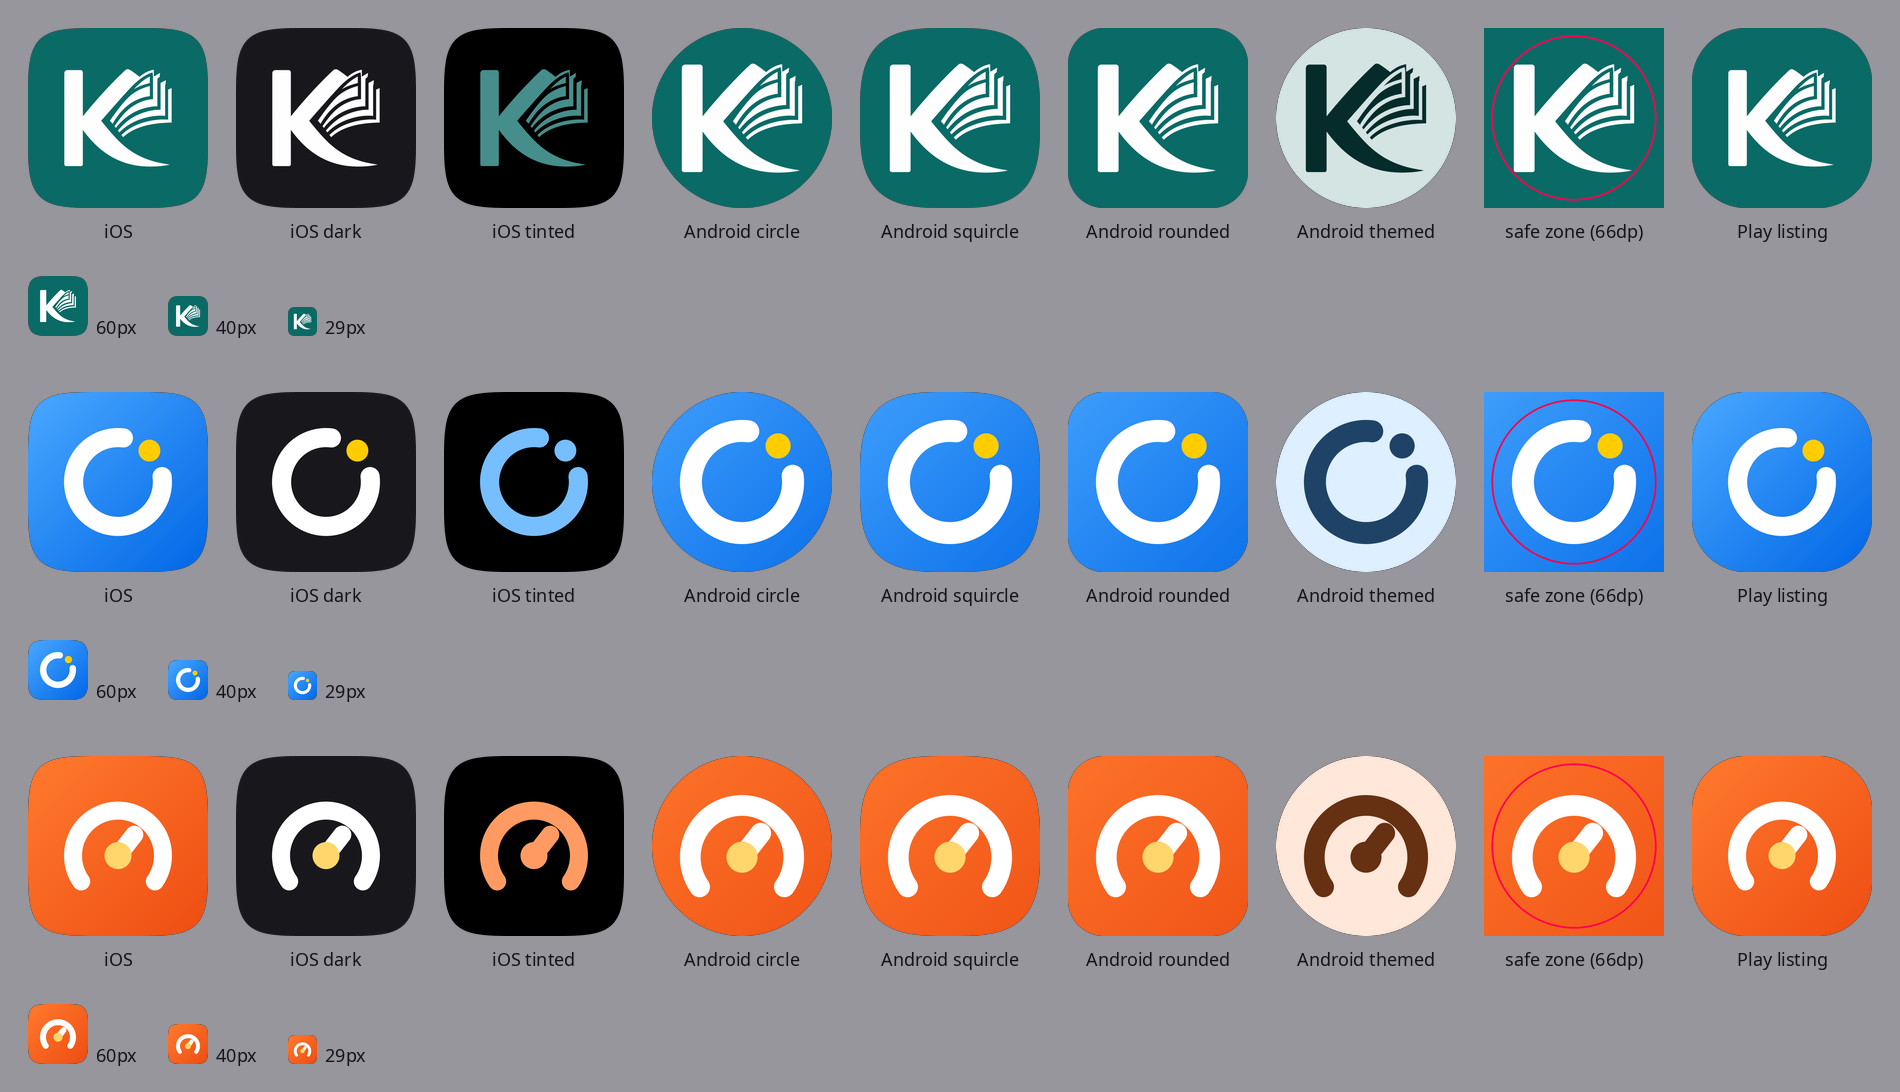 K K K K K K K K K
iOS iOS dark iOS tinted Android circle Android squircle Android rounded Android themed safe zone (66dp) Play listing
K 60px K 40px K 29px
iOS iOS dark iOS tinted Android circle Android squircle Android rounded Android themed safe zone (66dp) Play listing
60px 40px 29px
iOS iOS dark iOS tinted Android circle Android squircle Android rounded Android themed safe zone (66dp) Play listing
60px 40px 29px